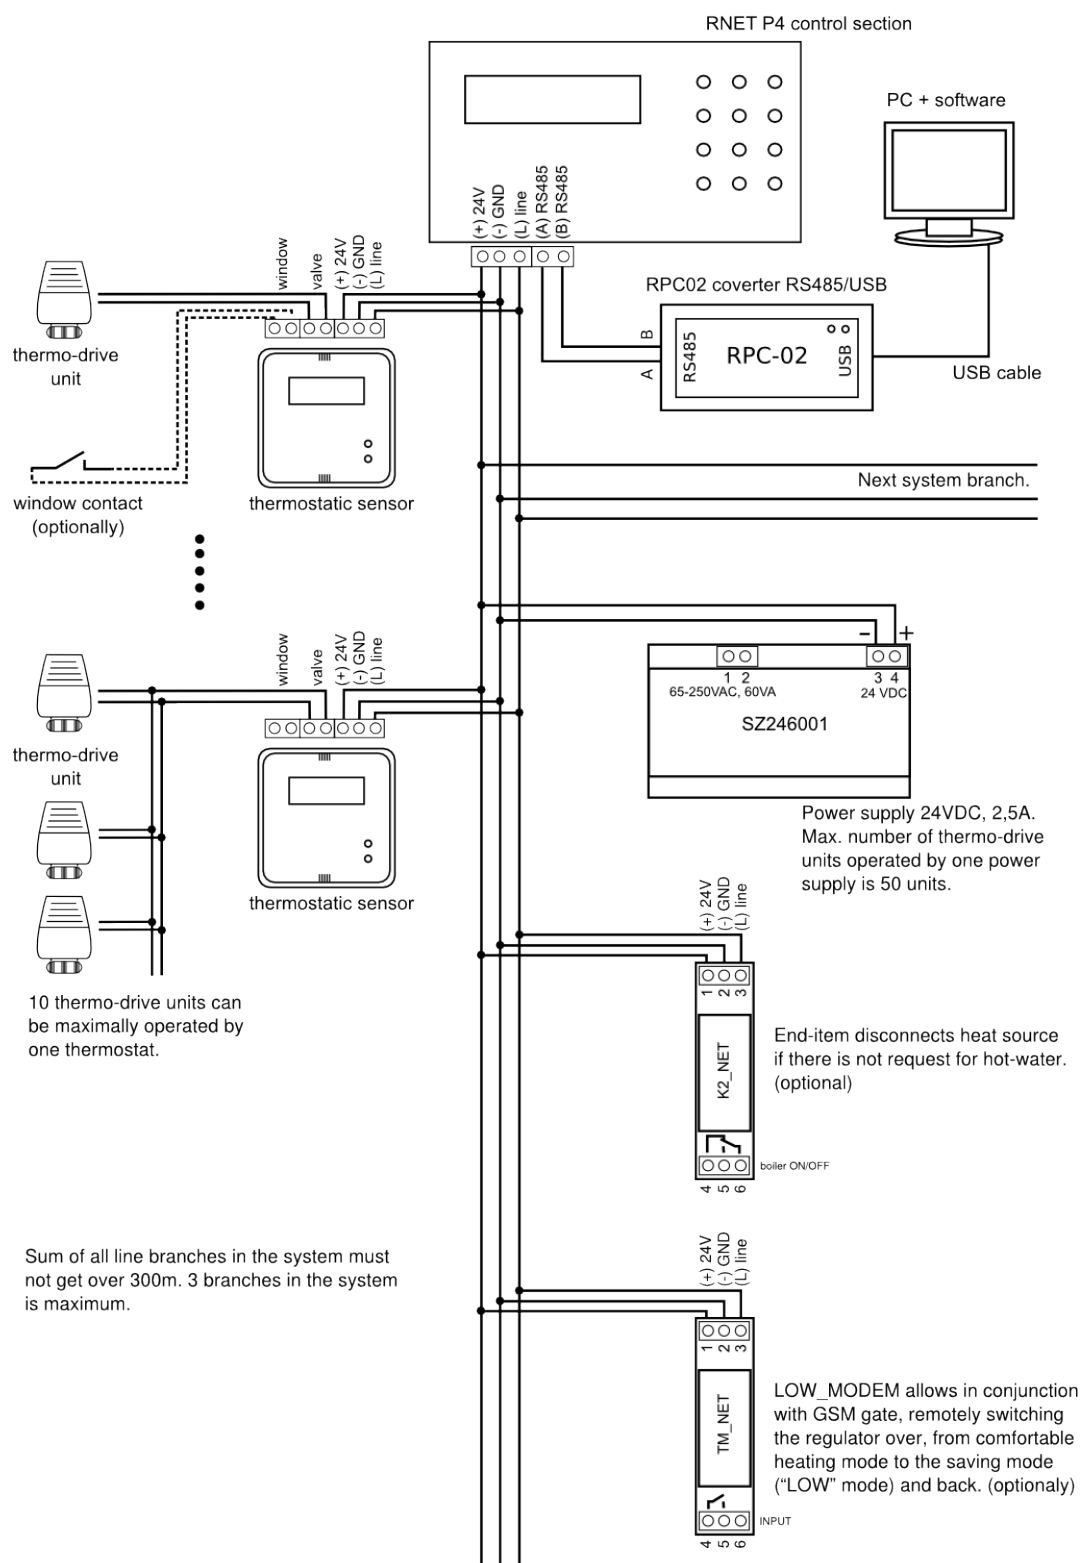 RNET P4 control section
PC + software
(+) 24V
(-) GND
(L) line
(A) RS485
(B) RS485
window
valve
(+) 24V
(-) GND
(L) line
RPC02 coverter RS485/USB
thermo-drive
unit
B
A
RS485
RPC-02
USB
USB cable
window contact
(optionally)
thermostatic sensor
Next system branch.
window
valve
(+) 24V
(-) GND
(L) line
thermo-drive
unit
thermostatic sensor
- +
1 2
65-250VAC, 60VA
3 4
24 VDC
SZ246001
Power supply 24VDC, 2,5A.
Max. number of thermo-drive
units operated by one power
supply is 50 units.
10 thermo-drive units can
be maximally operated by
one thermostat.
(+) 24V
(-) GND
(L) line
1 2 3
K2_NET
End-item disconnects heat source
if there is not request for hot-water.
(optional)
boiler ON/OFF
4 5 6
Sum of all line branches in the system must
not get over 300m. 3 branches in the system
is maximum.
(+) 24V
(-) GND
(L) line
1 2 3
TM_NET
LOW_MODEM allows in conjunction
with GSM gate, remotely switching
the regulator over, from comfortable
heating mode to the saving mode
(“LOW” mode) and back. (optionaly)
INPUT
4 5 6